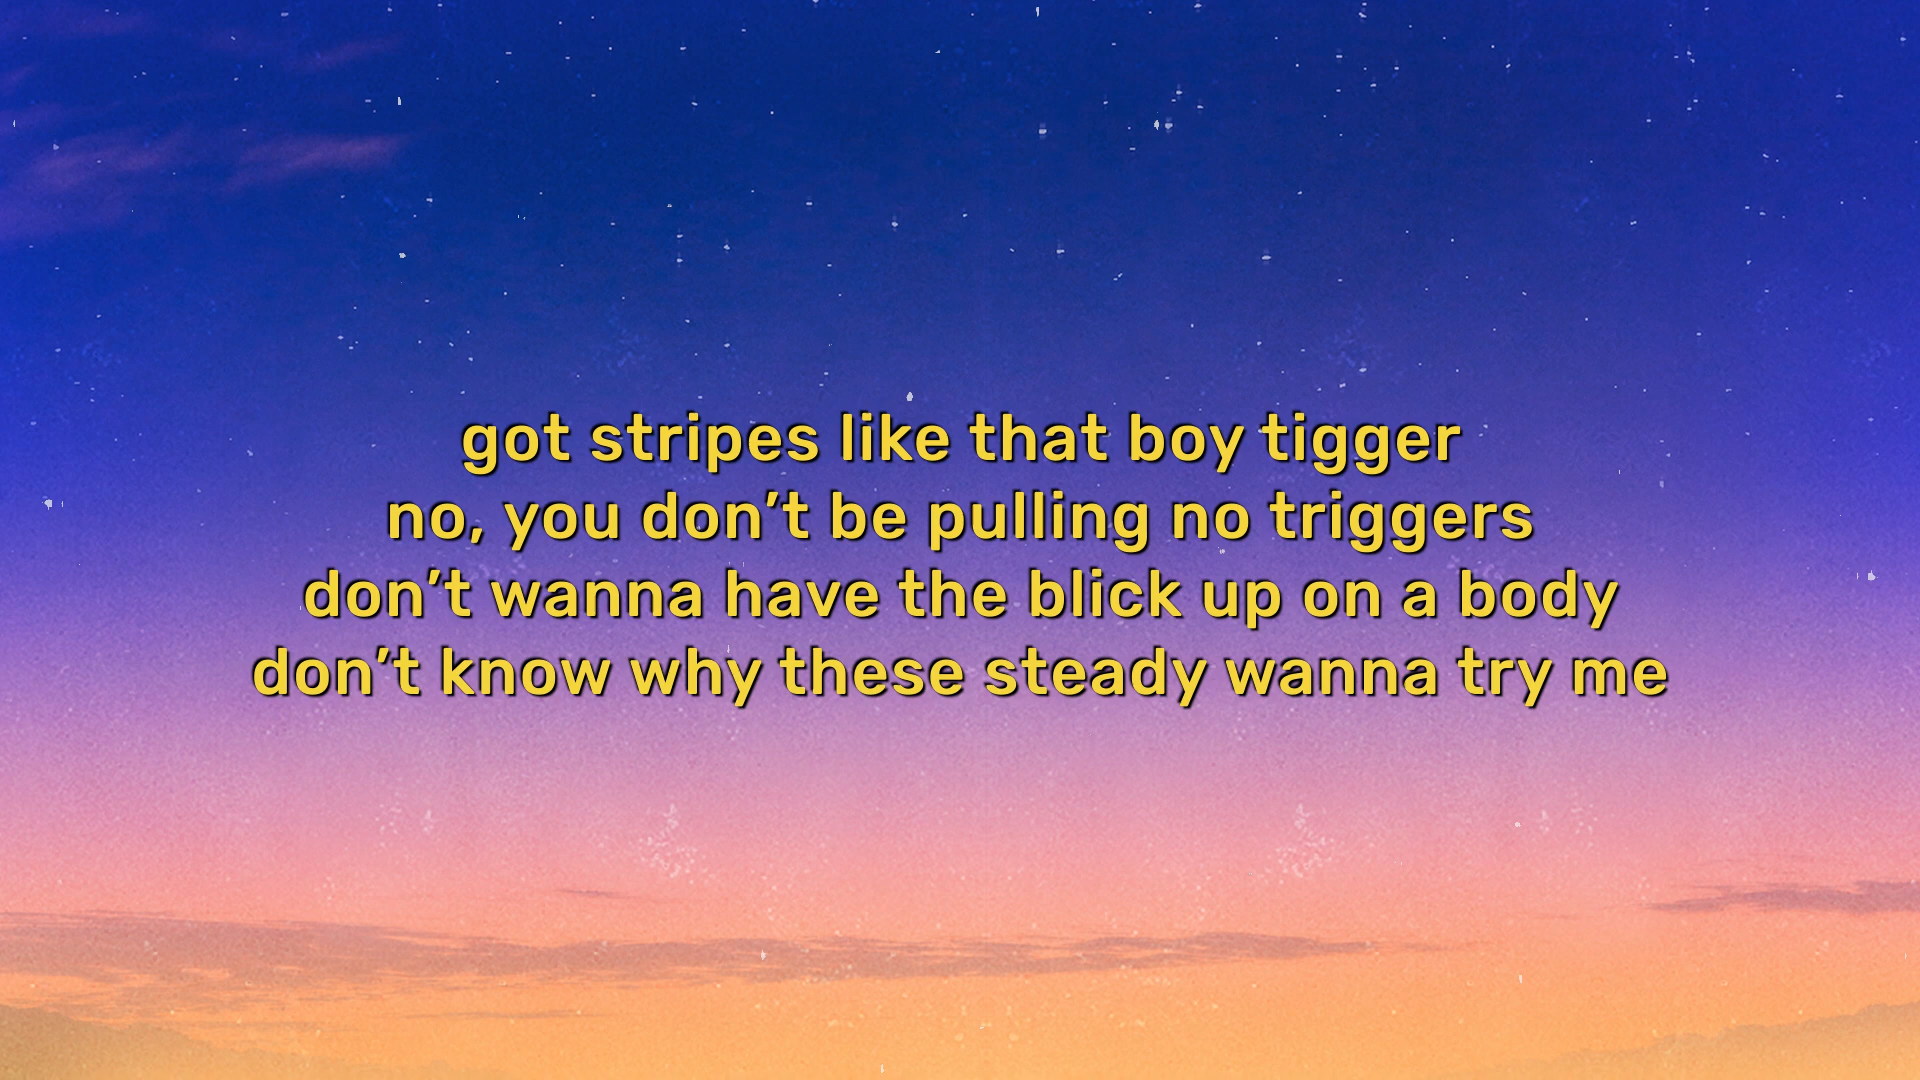 got stripes like that boy tigger
no, you don’t be pulling no triggers
don’t wanna have the blick up on a body
don’t know why these steady wanna try me